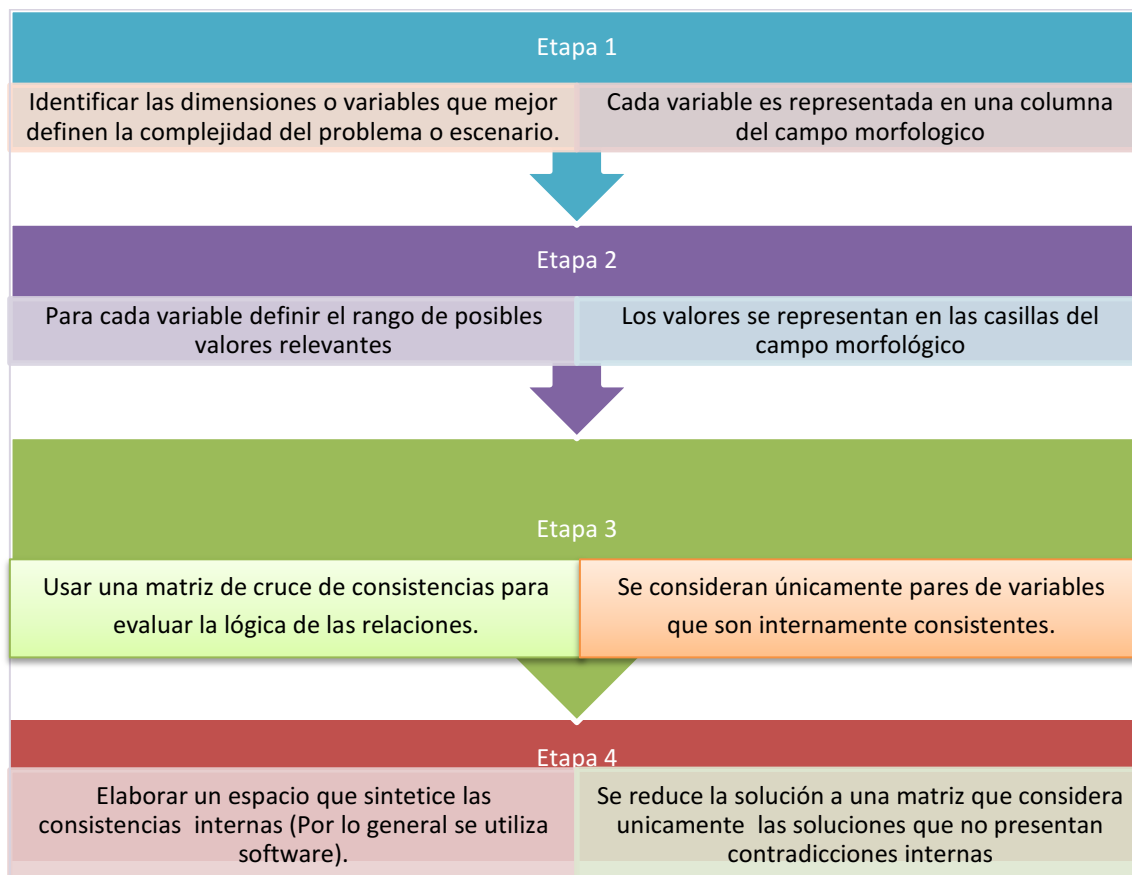 Etapa 1
Identificar las dimensiones o variables que mejor
definen la complejidad del problema o escenario.
Cada variable es representada en una columna
del campo morfologico
Etapa 2
Para cada variable definir el rango de posibles
valores relevantes
Los valores se representan en las casillas del
campo morfológico
Etapa 3
Usar una matriz de cruce de consistencias para
evaluar la lógica de las relaciones.
Se consideran únicamente pares de variables
que son internamente consistentes.
Etapa 4
Elaborar un espacio que sintetice las
consistencias internas (Por lo general se utiliza
software).
Se reduce la solución a una matriz que considera
unicamente las soluciones que no presentan
contradicciones internas